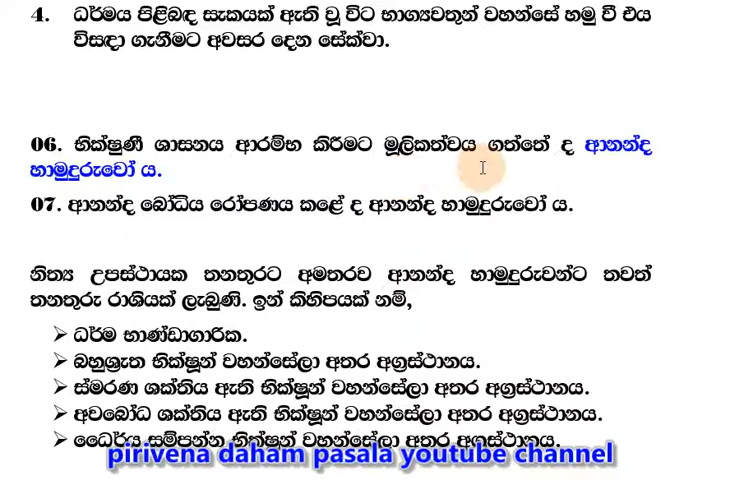 4. ධර්මය පිළිබඳ සැකයක් ඇති වූ විට භාග්‍යවතුන් වහන්සේ හමු වී එය
විසඳා ගැනීමට අවසර දෙන සේක්වා.
06. භික්ෂුණී ශාසනය ආරම්භ කිරීමට මූලිකත්වය ගත්තේ ද ආනන්ද
හාමුදුරුවෝ ය.
07. ආනන්ද බෝධිය රෝපණය කළේ ද ආනන්ද හාමුදුරුවෝ ය.
නිත්‍ය උපස්ථායක තනතුරට අමතරව ආනන්ද හාමුදුරුවන්ට තවත්
තනතුරු රාශියක් ලැබුණි. ඉන් කිහිපයක් නම්,
➢ ධර්ම භාණ්ඩාගාරික.
➢ බහුශ්‍රැත භික්ෂූන් වහන්සේලා අතර අග්‍රස්ථානය.
➢ ස්මරණ ශක්තිය ඇති භික්ෂූන් වහන්සේලා අතර අග්‍රස්ථානය.
➢ අවබෝධ ශක්තිය ඇති භික්ෂූන් වහන්සේලා අතර අග්‍රස්ථානය.
➢ ධෛර්ය සම්පන්න භික්ෂූන් වහන්සේලා අතර අග්‍රස්ථානය.
pirivena daham pasala youtube channel